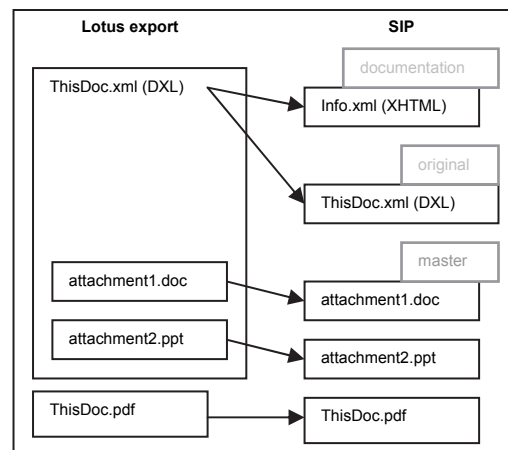 Lotus export
SIP
documentation
ThisDoc.xml (DXL)
Info.xml (XHTML)
original
ThisDoc.xml (DXL)
master
attachment1.doc
attachment1.doc
attachment2.ppt
attachment2.ppt
ThisDoc.pdf
ThisDoc.pdf